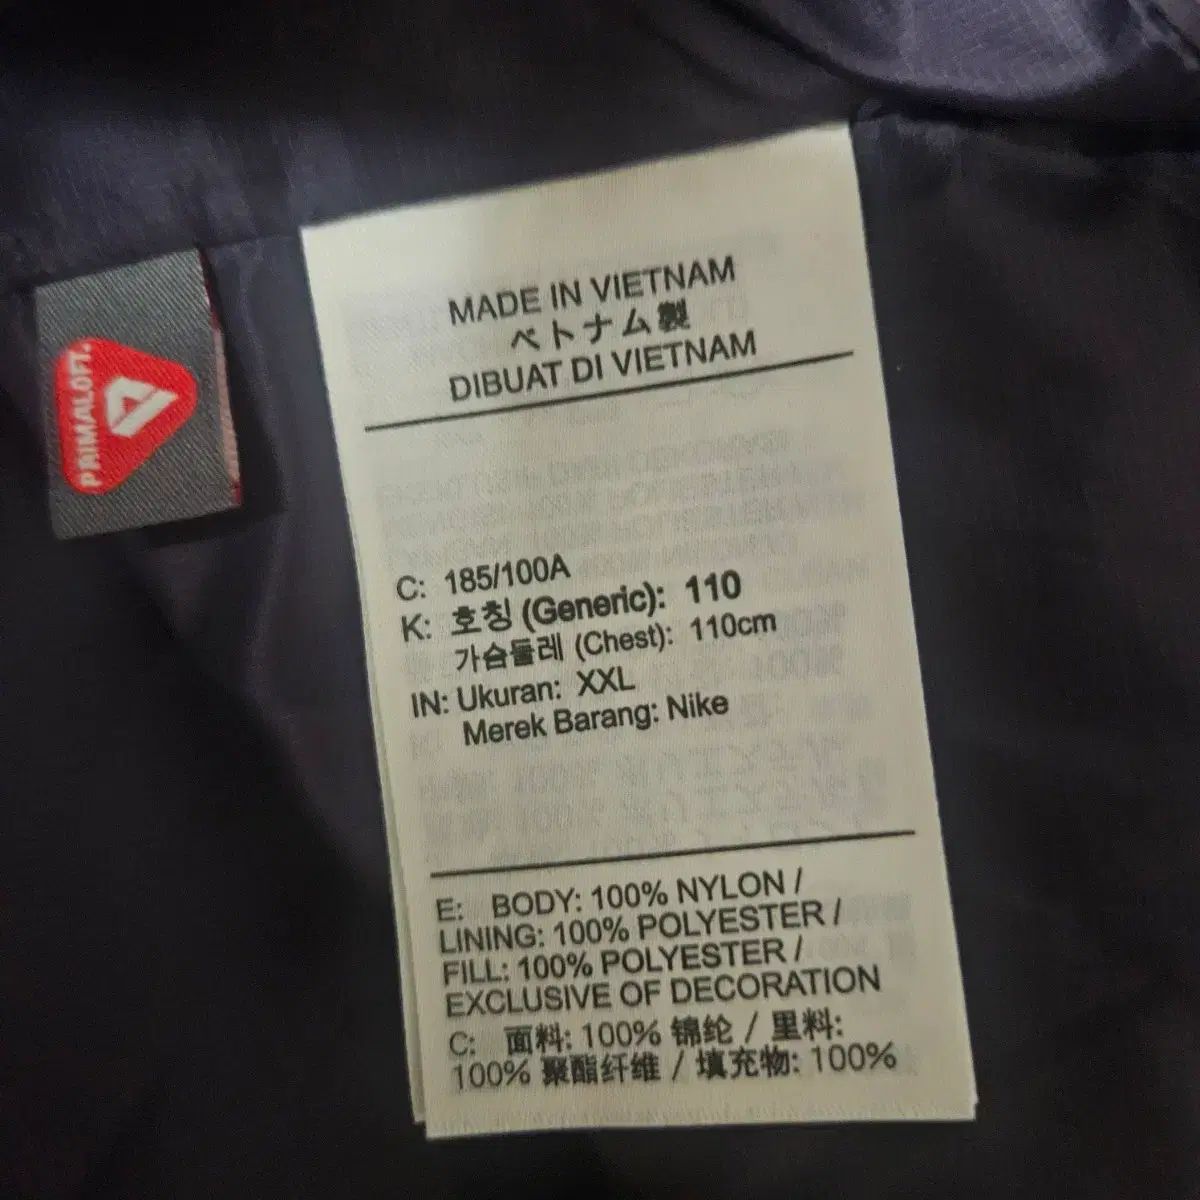 PRIMALOFT.
MADE IN VIETNAM
ベトナム製
DIBUAT DI VIETNAM
C: 185/100A
K: 호칭 (Generic): 110
가슴둘레 (Chest): 110cm
IN: Ukuran: XXL
Merek Barang: Nike
E: BODY: 100% NYLON /
LINING: 100% POLYESTER /
FILL: 100% POLYESTER /
EXCLUSIVE OF DECORATION
C: 面料: 100% 锦纶 / 里料:
100% 聚酯纤维 / 填充物: 100%